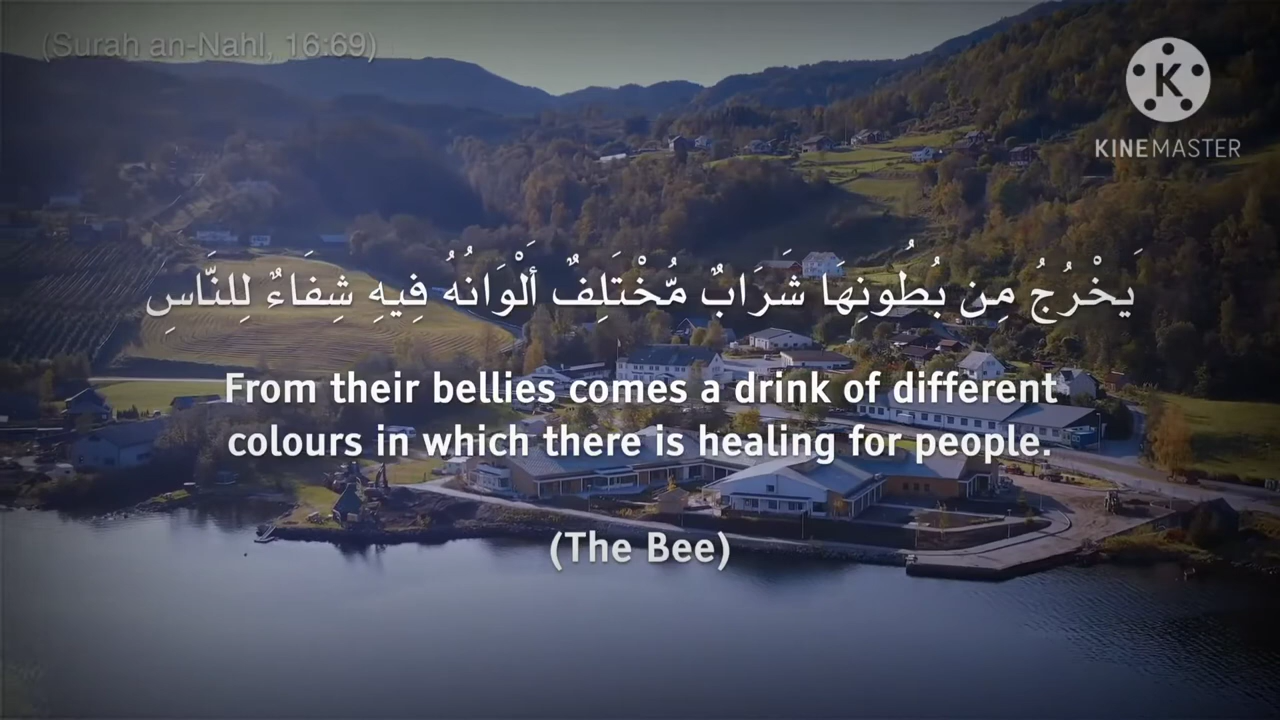 (Surah an-Nahl, 16:69)
K
KINEMASTER
يَخْرُجُ مِن بُطُونِهَا شَرَابٌ مُّخْتَلِفٌ أَلْوَانُهُ فِيهِ شِفَاءٌ لِلنَّاسِ
From their bellies comes a drink of different
colours in which there is healing for people.
(The Bee)